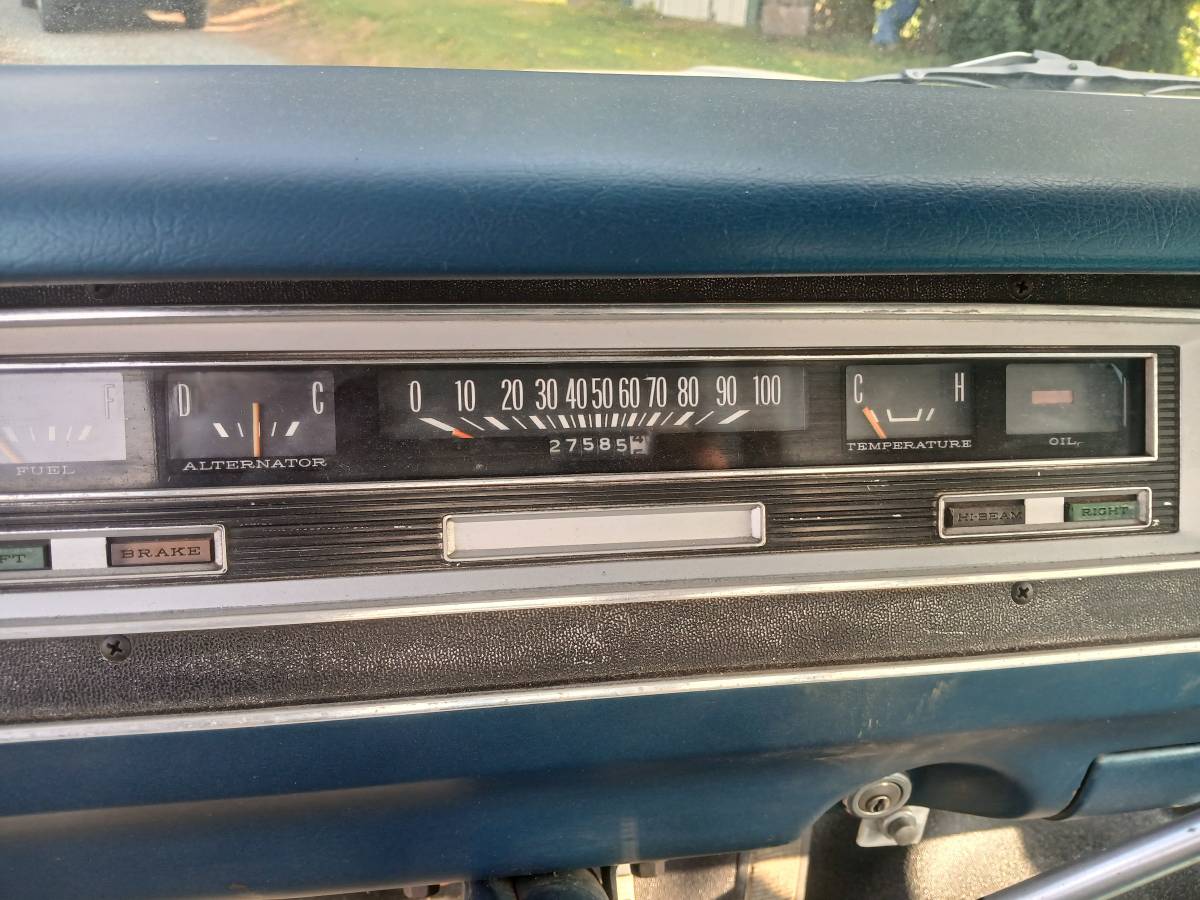 F
FUEL
D C
ALTERNATOR
0 10 20 30 40 50 60 70 80 90 100
27585
C H
TEMPERATURE
OIL
FT
BRAKE
HI-BEAM
RIGHT